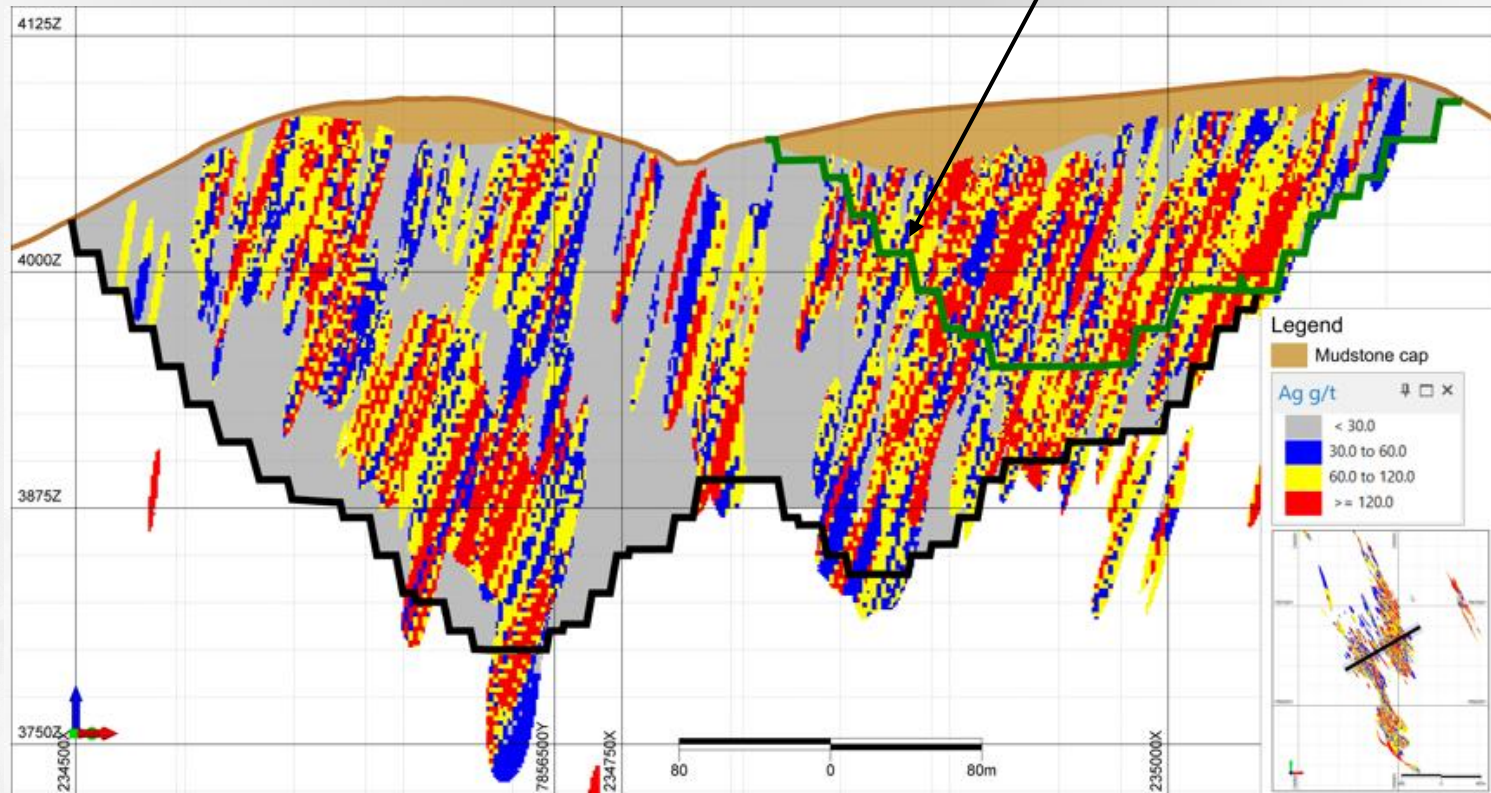 4125Z
4000Z
3875Z
3750Z
234500X
7856500Y
234750X
235000X
80
0
80m
Legend
Mudstone cap
Ag g/t
< 30.0
30.0 to 60.0
60.0 to 120.0
>= 120.0